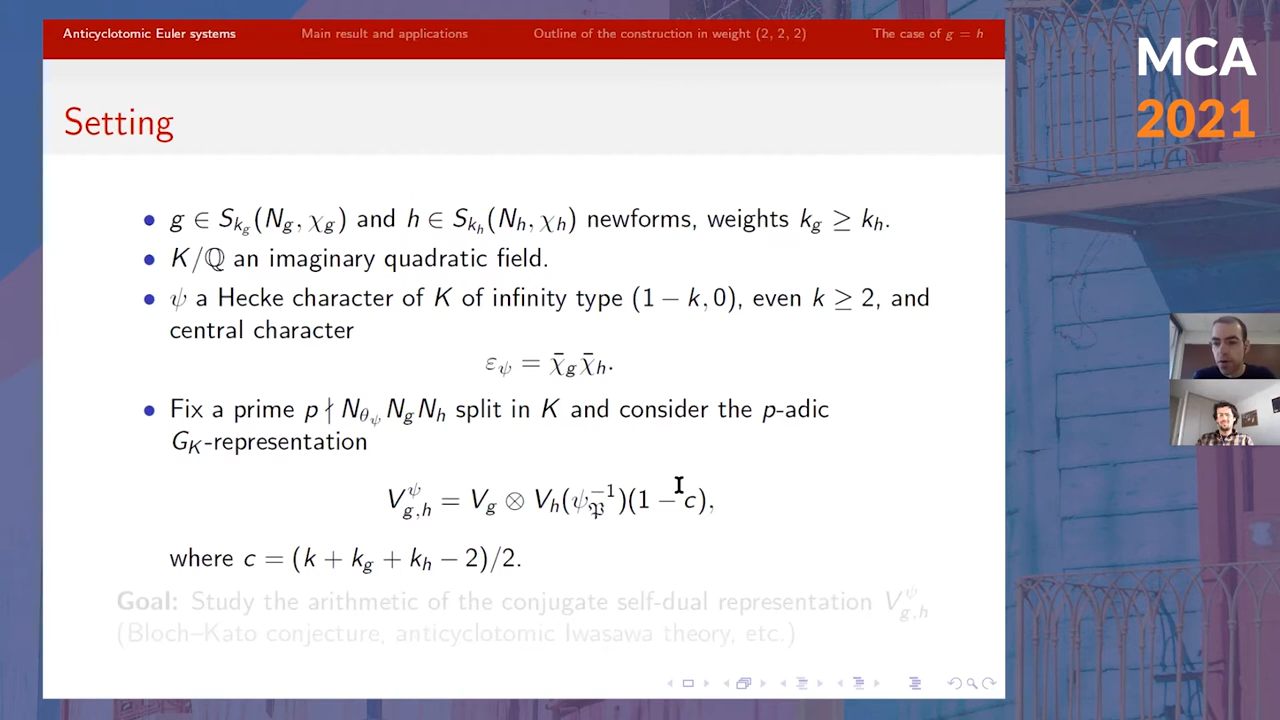 Anticyclotomic Euler systems Main result and applications Outline of the construction in weight (2, 2, 2) The case of g = h
MCA
2021
Setting
• g ∈ S_{k_g}(N_g, χ_g) and h ∈ S_{k_h}(N_h, χ_h) newforms, weights k_g ≥ k_h.
• K/ℚ an imaginary quadratic field.
• ψ a Hecke character of K of infinity type (1 − k, 0), even k ≥ 2, and
central character
ε_ψ = χ̄_g χ̄_h.
• Fix a prime p ∤ N_{θ_ψ} N_g N_h split in K and consider the p-adic
G_K-representation
V^ψ_{g,h} = V_g ⊗ V_h(ψ_𝔓^{−1})(1 − c),
where c = (k + k_g + k_h − 2)/2.
Goal: Study the arithmetic of the conjugate self-dual representation V^ψ_{g,h}
(Bloch–Kato conjecture, anticyclotomic Iwasawa theory, etc.)